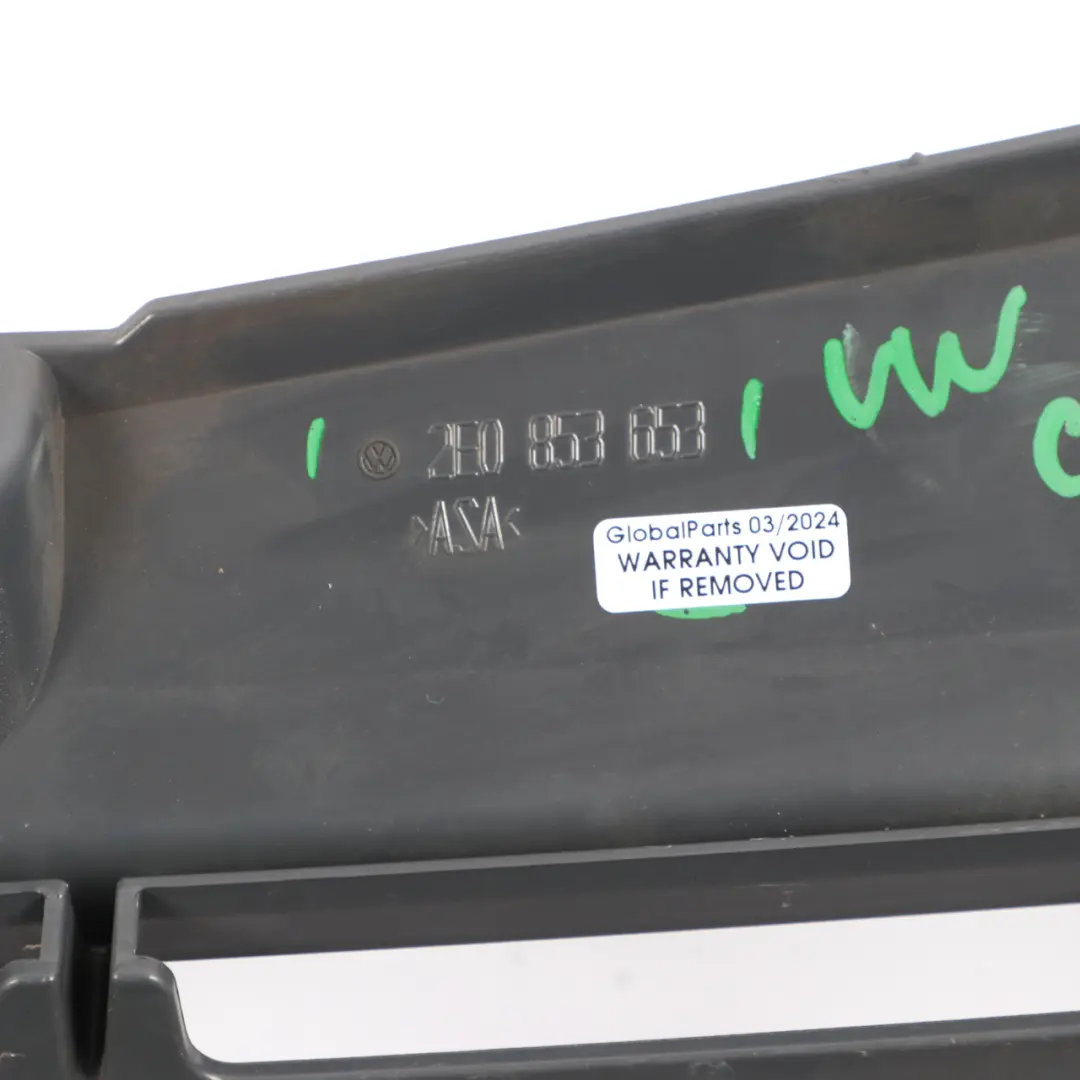 VW
2E0 853 653
>ASA<
GlobalParts 03/2024
WARRANTY VOID
IF REMOVED